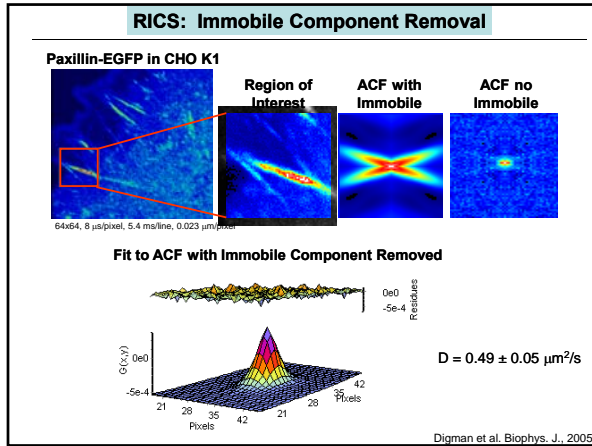 RICS: Immobile Component Removal
Paxillin-EGFP in CHO K1
Region of
Interest
ACF with
Immobile
ACF no
Immobile
64x64, 8 μs/pixel, 5.4 ms/line, 0.023 μm/pixel
Fit to ACF with Immobile Component Removed
0e0
-5e-4
Residues
G(x,y)
0e0
-5e-4
21
28
35
42
Pixels
21
28
35
42
Pixels
D = 0.49 ± 0.05 μm²/s
Digman et al. Biophys. J., 2005